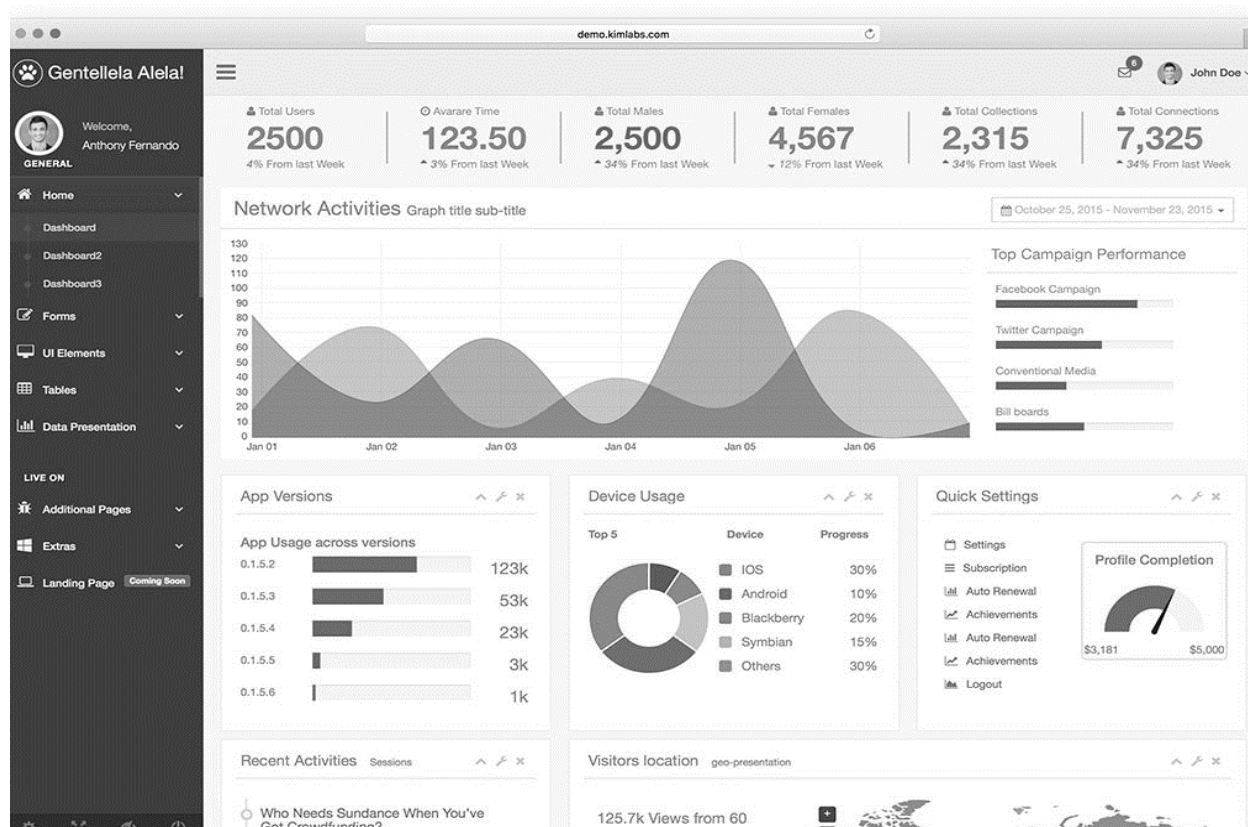 demo.kimlabs.com
Gentellela Alela!
6
John Doe
Welcome,
Anthony Fernando
GENERAL
Home
Dashboard
Dashboard2
Dashboard3
Forms
UI Elements
Tables
Data Presentation
LIVE ON
Additional Pages
Extras
Landing Page Coming Soon
Total Users
2500
4% From last Week
Avarare Time
123.50
3% From last Week
Total Males
2,500
34% From last Week
Total Females
4,567
12% From last Week
Total Collections
2,315
34% From last Week
Total Connections
7,325
34% From last Week
Network Activities Graph title sub-title
October 25, 2015 - November 23, 2015
130
120
110
100
90
80
70
60
50
40
30
20
10
0
Jan 01 Jan 02 Jan 03 Jan 04 Jan 05 Jan 06
Top Campaign Performance
Facebook Campaign
Twitter Campaign
Conventional Media
Bill boards
App Versions
App Usage across versions
0.1.5.2 123k
0.1.5.3 53k
0.1.5.4 23k
0.1.5.5 3k
0.1.5.6 1k
Device Usage
Top 5 Device Progress
IOS 30%
Android 10%
Blackberry 20%
Symbian 15%
Others 30%
Quick Settings
Settings
Subscription
Auto Renewal
Achievements
Auto Renewal
Achievements
Logout
Profile Completion
$3,181 $5,000
Recent Activities Sessions
Who Needs Sundance When You've
Got Crowdfunding?
Visitors location geo-presentation
125.7k Views from 60